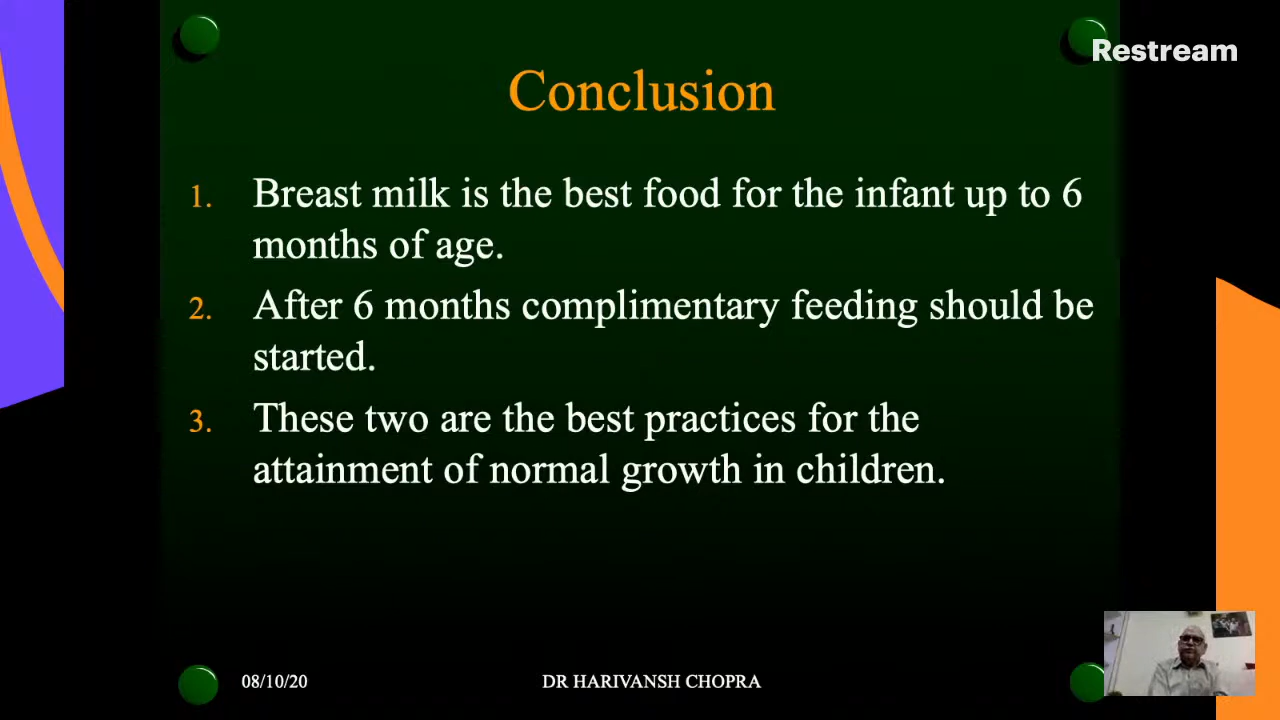 Restream
Conclusion
1. Breast milk is the best food for the infant up to 6
months of age.
2. After 6 months complimentary feeding should be
started.
3. These two are the best practices for the
attainment of normal growth in children.
08/10/20
DR HARIVANSH CHOPRA